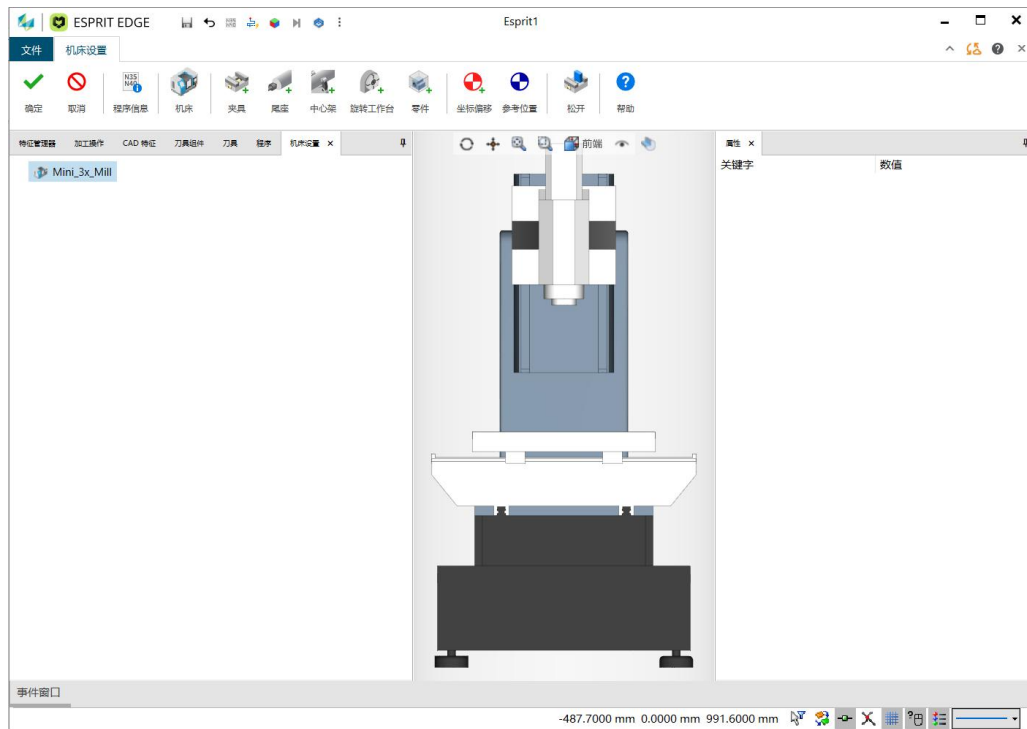 ESPRIT EDGE
Esprit1
文件 机床设置
N35
N40
确定 取消 程序信息 机床 夹具 尾座 中心架 旋转工作台 零件 坐标偏移 参考位置 松开 帮助
特征管理器 加工操作 CAD 特征 刀具组件 刀具 程序 机床设置 前端 属性
Mini_3x_Mill
关键字 数值
事件窗口
-487.7000 mm 0.0000 mm 991.6000 mm